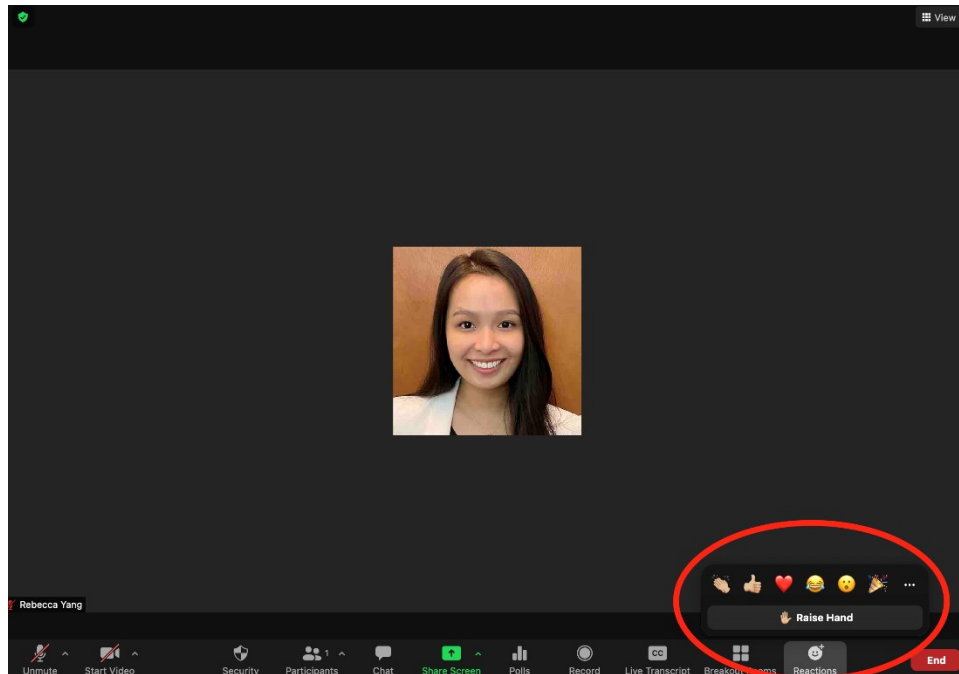 View
Rebecca Yang
Raise Hand
1
CC
Unmute
Start Video
Security
Participants
Chat
Share Screen
Polls
Record
Live Transcript
Breakout Rooms
Reactions
End